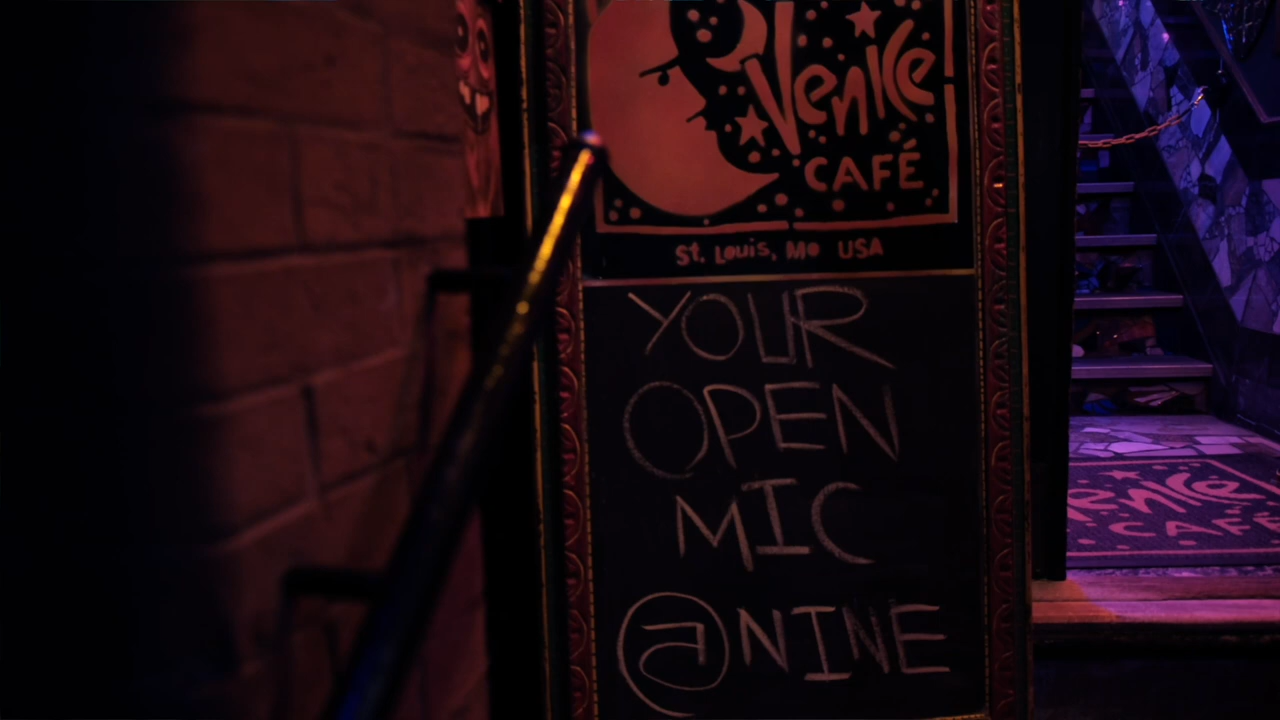 Venice
CAFÉ
St. Louis, Mo USA
YOUR
OPEN
MIC
@NINE
Venice
CAFE